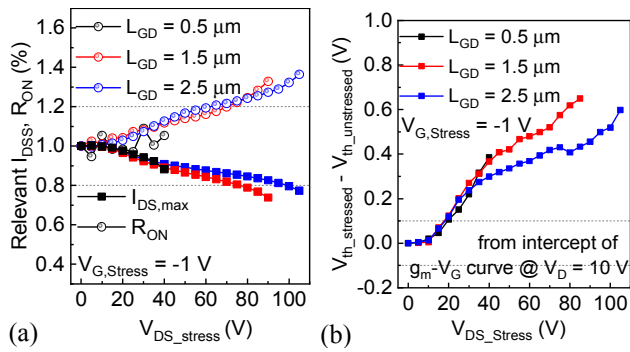 Relevant I_DSS, R_ON (%)
1.6
1.4
1.2
1.0
0.8
0.6
0.4
L_GD = 0.5 μm
L_GD = 1.5 μm
L_GD = 2.5 μm
I_DS,max
R_ON
V_G,Stress = -1 V
0 20 40 60 80 100
V_DS_stress (V)
(a)
V_th_stressed - V_th_unstressed (V)
1.0
0.8
0.6
0.4
0.2
0.0
-0.2
L_GD = 0.5 μm
L_GD = 1.5 μm
L_GD = 2.5 μm
V_G,Stress = -1 V
from intercept of
g_m-V_G curve @ V_D = 10 V
0 20 40 60 80 100
V_DS_Stress (V)
(b)